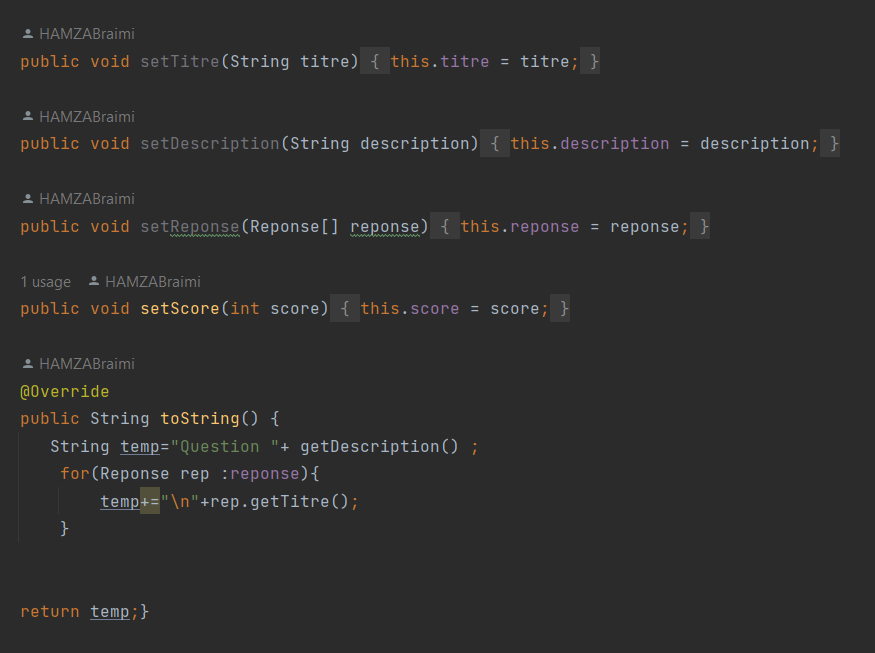 HAMZABraimi
public void setTitre(String titre) { this.titre = titre; }
HAMZABraimi
public void setDescription(String description) { this.description = description; }
HAMZABraimi
public void setReponse(Reponse[] reponse) { this.reponse = reponse; }
1 usage HAMZABraimi
public void setScore(int score) { this.score = score; }
HAMZABraimi
@Override
public String toString() {
String temp="Question "+ getDescription() ;
for(Reponse rep :reponse){
temp+="\n"+rep.getTitre();
}
return temp;}